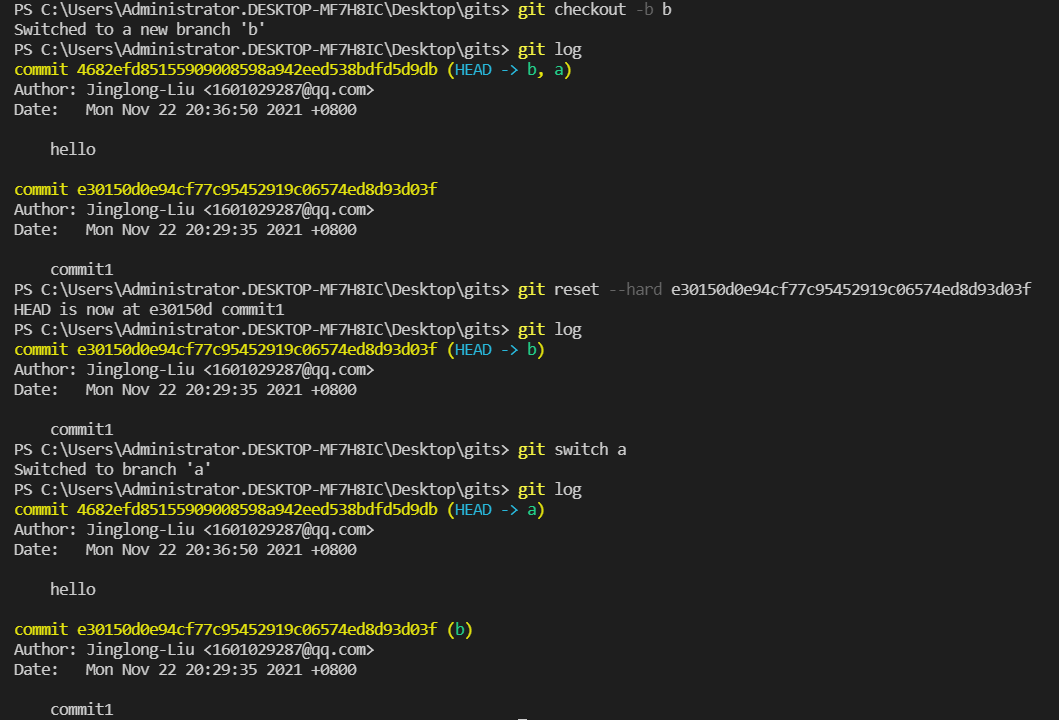 PS C:\Users\Administrator.DESKTOP-MF7H8IC\Desktop\gits> git checkout -b b
Switched to a new branch 'b'
PS C:\Users\Administrator.DESKTOP-MF7H8IC\Desktop\gits> git log
commit 4682efd85155909008598a942eed538bdfd5d9db (HEAD -> b, a)
Author: Jinglong-Liu <1601029287@qq.com>
Date:   Mon Nov 22 20:36:50 2021 +0800
hello
commit e30150d0e94cf77c95452919c06574ed8d93d03f
Author: Jinglong-Liu <1601029287@qq.com>
Date:   Mon Nov 22 20:29:35 2021 +0800
commit1
PS C:\Users\Administrator.DESKTOP-MF7H8IC\Desktop\gits> git reset --hard e30150d0e94cf77c95452919c06574ed8d93d03f
HEAD is now at e30150d commit1
PS C:\Users\Administrator.DESKTOP-MF7H8IC\Desktop\gits> git log
commit e30150d0e94cf77c95452919c06574ed8d93d03f (HEAD -> b)
Author: Jinglong-Liu <1601029287@qq.com>
Date:   Mon Nov 22 20:29:35 2021 +0800
commit1
PS C:\Users\Administrator.DESKTOP-MF7H8IC\Desktop\gits> git switch a
Switched to branch 'a'
PS C:\Users\Administrator.DESKTOP-MF7H8IC\Desktop\gits> git log
commit 4682efd85155909008598a942eed538bdfd5d9db (HEAD -> a)
Author: Jinglong-Liu <1601029287@qq.com>
Date:   Mon Nov 22 20:36:50 2021 +0800
hello
commit e30150d0e94cf77c95452919c06574ed8d93d03f (b)
Author: Jinglong-Liu <1601029287@qq.com>
Date:   Mon Nov 22 20:29:35 2021 +0800
commit1